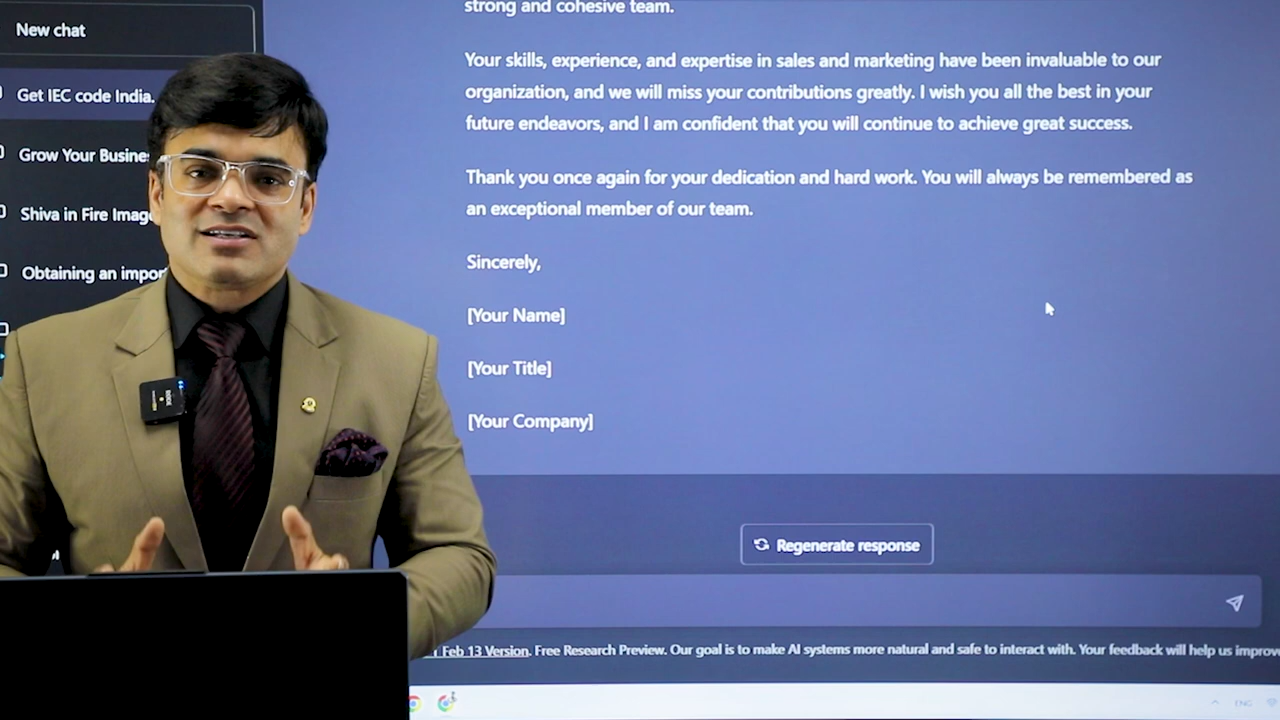 New chat
Get IEC code India.
Grow Your Busine
Shiva in Fire Imag
Obtaining an impor
strong and cohesive team.
Your skills, experience, and expertise in sales and marketing have been invaluable to our
organization, and we will miss your contributions greatly. I wish you all the best in your
future endeavors, and I am confident that you will continue to achieve great success.
Thank you once again for your dedication and hard work. You will always be remembered as
an exceptional member of our team.
Sincerely,
[Your Name]
[Your Title]
[Your Company]
Regenerate response
Feb 13 Version. Free Research Preview. Our goal is to make AI systems more natural and safe to interact with. Your feedback will help us improve
ENG